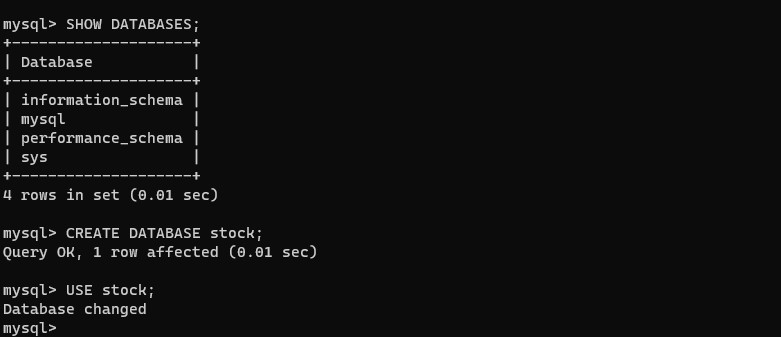 mysql> SHOW DATABASES;
+--------------------+
| Database           |
+--------------------+
| information_schema |
| mysql              |
| performance_schema |
| sys                |
+--------------------+
4 rows in set (0.01 sec)

mysql> CREATE DATABASE stock;
Query OK, 1 row affected (0.01 sec)

mysql> USE stock;
Database changed
mysql>